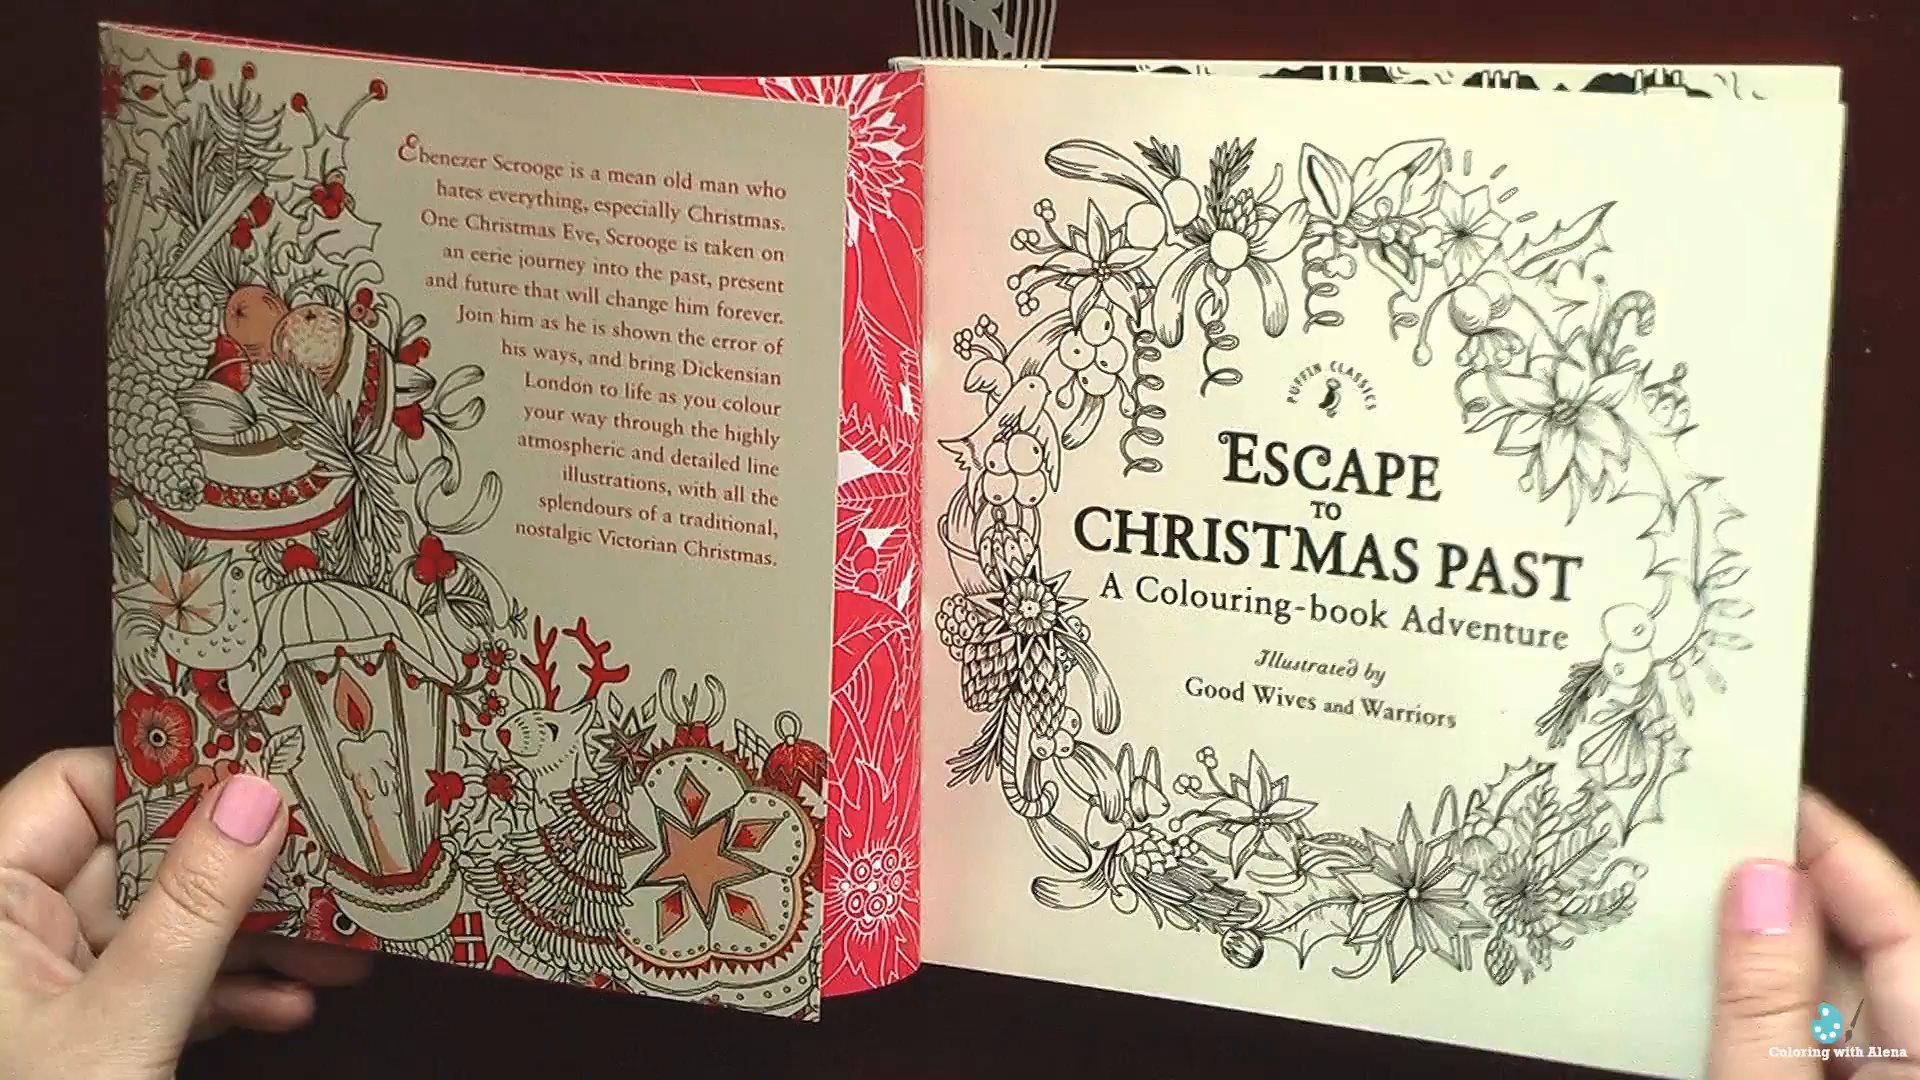 Ebenezer Scrooge is a mean old man who
hates everything, especially Christmas.
One Christmas Eve, Scrooge is taken on
an eerie journey into the past, present
and future that will change him forever.
Join him as he is shown the error of
his ways, and bring Dickensian
London to life as you colour
your way through the highly
atmospheric and detailed line
illustrations, with all the
splendours of a traditional,
nostalgic Victorian Christmas.
PUFFIN CLASSICS
ESCAPE
TO
CHRISTMAS PAST
A Colouring-book Adventure
Illustrated by
Good Wives and Warriors
Coloring with Alena